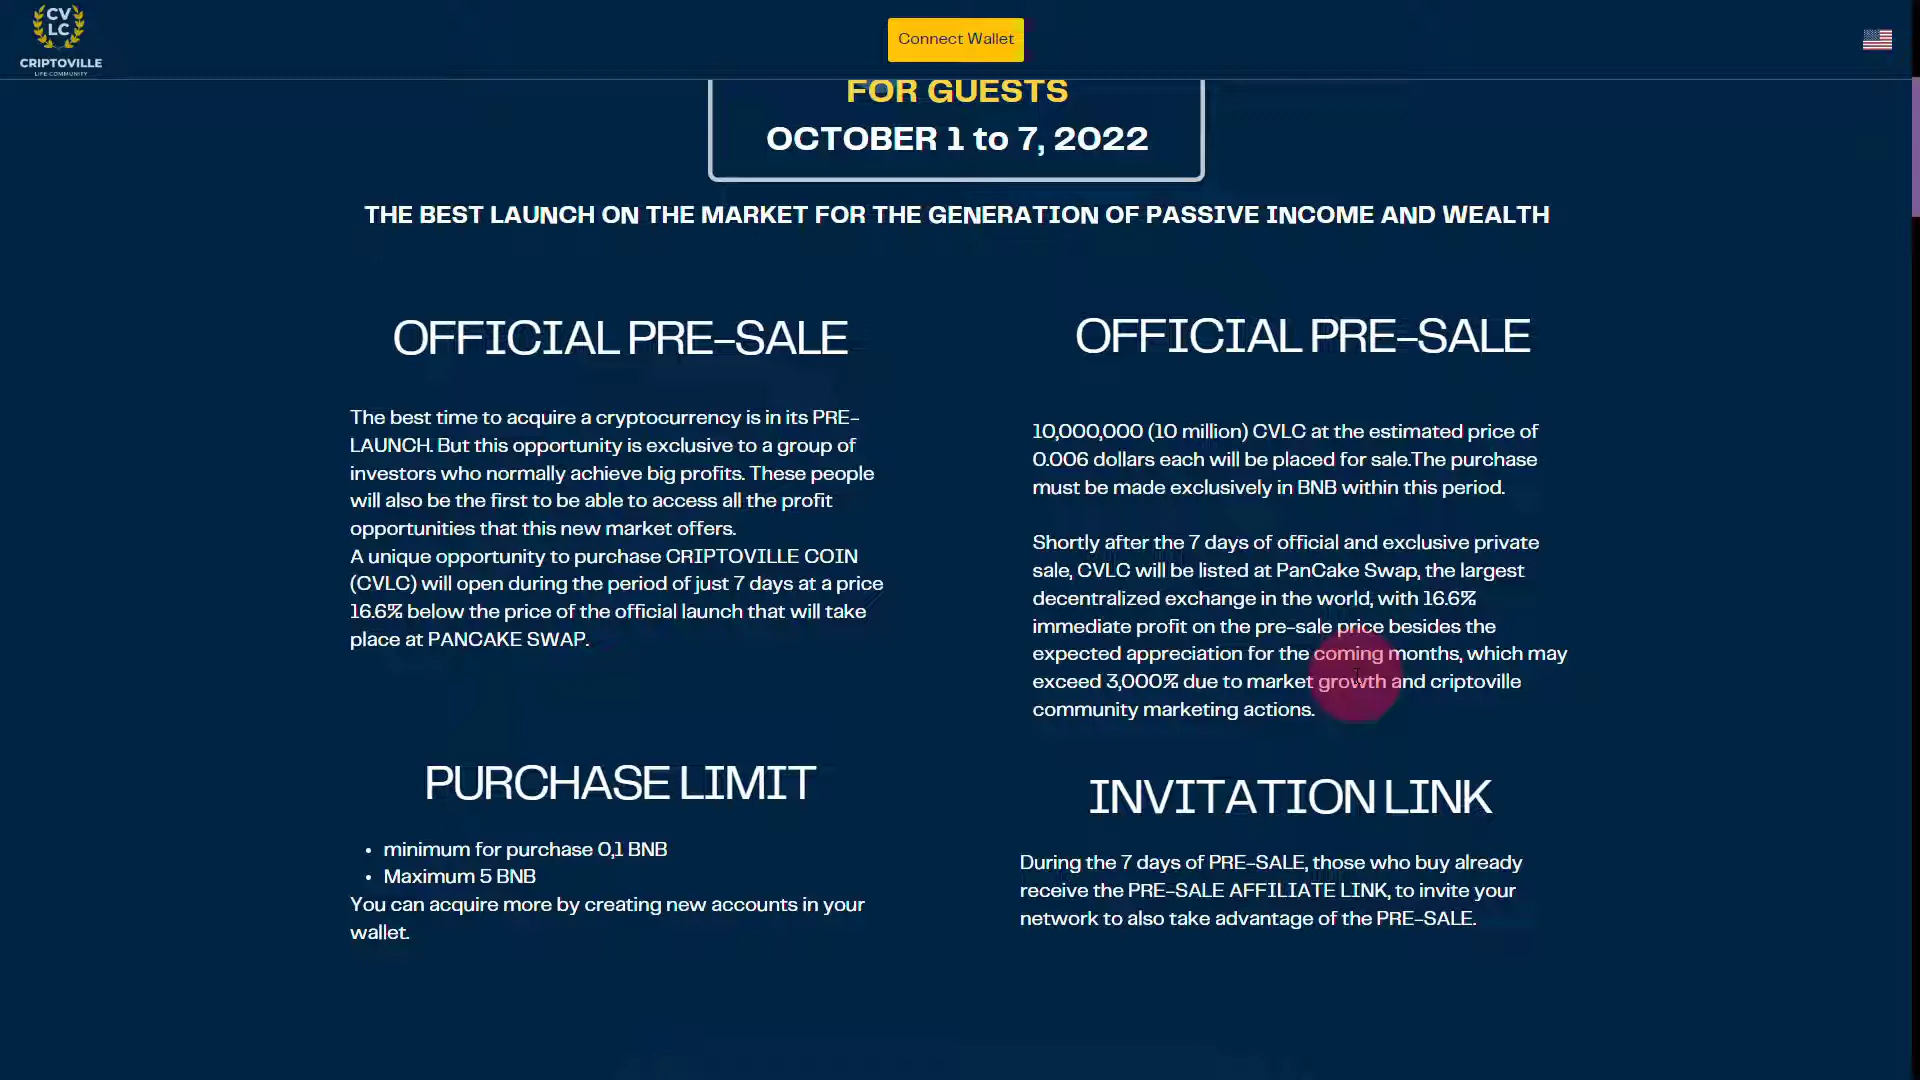 CV
LC
CRIPTOVILLE
LIFE COMMUNITY
Connect Wallet
FOR GUESTS
OCTOBER 1 to 7, 2022
THE BEST LAUNCH ON THE MARKET FOR THE GENERATION OF PASSIVE INCOME AND WEALTH
OFFICIAL PRE-SALE
The best time to acquire a cryptocurrency is in its PRE-
LAUNCH. But this opportunity is exclusive to a group of
investors who normally achieve big profits. These people
will also be the first to be able to access all the profit
opportunities that this new market offers.
A unique opportunity to purchase CRIPTOVILLE COIN
(CVLC) will open during the period of just 7 days at a price
16.6% below the price of the official launch that will take
place at PANCAKE SWAP.
OFFICIAL PRE-SALE
10,000,000 (10 million) CVLC at the estimated price of
0.006 dollars each will be placed for sale.The purchase
must be made exclusively in BNB within this period.
Shortly after the 7 days of official and exclusive private
sale, CVLC will be listed at PanCake Swap, the largest
decentralized exchange in the world, with 16.6%
immediate profit on the pre-sale price besides the
expected appreciation for the coming months, which may
exceed 3,000% due to market growth and criptoville
community marketing actions.
PURCHASE LIMIT
• minimum for purchase 0,1 BNB
• Maximum 5 BNB
You can acquire more by creating new accounts in your
wallet.
INVITATION LINK
During the 7 days of PRE-SALE, those who buy already
receive the PRE-SALE AFFILIATE LINK, to invite your
network to also take advantage of the PRE-SALE.